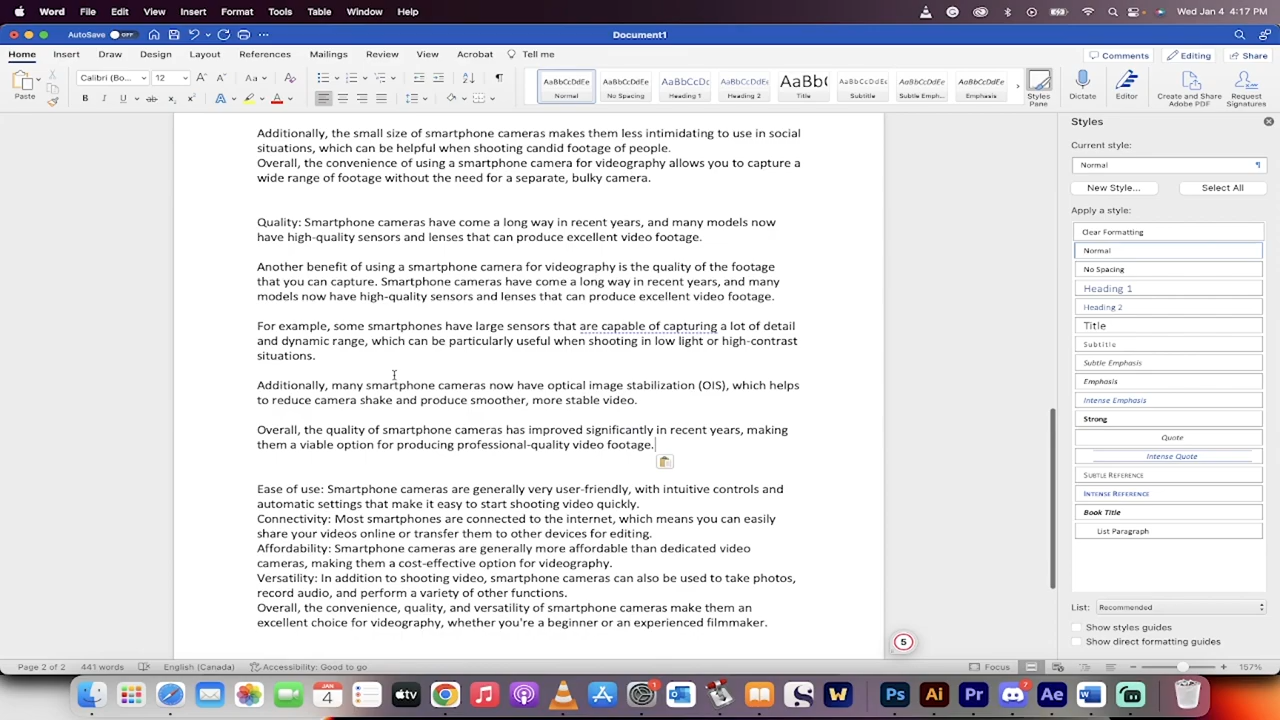 Word File Edit View Insert Format Tools Table Window Help Wed Jan 4 4:17 PM
AutoSave OFF Document1
Home Insert Draw Design Layout References Mailings Review View Acrobat Tell me Comments Editing Share
Paste Calibri (Bo... 12 AaBbCcDdEe Normal AaBbCcDdEe No Spacing AaBbCcDc Heading 1 AaBbCcDdEe Heading 2 AaBb( Title AaBbCcDdEe Subtitle AaBbCcDdEe Subtle Emph... AaBbCcDdEe Emphasis Styles Pane Dictate Editor Create and Share Adobe PDF Request Signatures
Additionally, the small size of smartphone cameras makes them less intimidating to use in social
situations, which can be helpful when shooting candid footage of people.
Overall, the convenience of using a smartphone camera for videography allows you to capture a
wide range of footage without the need for a separate, bulky camera.
Quality: Smartphone cameras have come a long way in recent years, and many models now
have high-quality sensors and lenses that can produce excellent video footage.
Another benefit of using a smartphone camera for videography is the quality of the footage
that you can capture. Smartphone cameras have come a long way in recent years, and many
models now have high-quality sensors and lenses that can produce excellent video footage.
For example, some smartphones have large sensors that are capable of capturing a lot of detail
and dynamic range, which can be particularly useful when shooting in low light or high-contrast
situations.
Additionally, many smartphone cameras now have optical image stabilization (OIS), which helps
to reduce camera shake and produce smoother, more stable video.
Overall, the quality of smartphone cameras has improved significantly in recent years, making
them a viable option for producing professional-quality video footage.
Ease of use: Smartphone cameras are generally very user-friendly, with intuitive controls and
automatic settings that make it easy to start shooting video quickly.
Connectivity: Most smartphones are connected to the internet, which means you can easily
share your videos online or transfer them to other devices for editing.
Affordability: Smartphone cameras are generally more affordable than dedicated video
cameras, making them a cost-effective option for videography.
Versatility: In addition to shooting video, smartphone cameras can also be used to take photos,
record audio, and perform a variety of other functions.
Overall, the convenience, quality, and versatility of smartphone cameras make them an
excellent choice for videography, whether you're a beginner or an experienced filmmaker.
5
Styles
Current style:
Normal
New Style... Select All
Apply a style:
Clear Formatting
Normal
No Spacing
Heading 1
Heading 2
Title
Subtitle
Subtle Emphasis
Emphasis
Intense Emphasis
Strong
Quote
Intense Quote
Subtle Reference
Intense Reference
Book Title
List Paragraph
List: Recommended
Show styles guides
Show direct formatting guides
Page 2 of 2 441 words English (Canada) Accessibility: Good to go Focus 157%
JAN 4 tv 1 S W Ps Ai Pr 7 Ae W